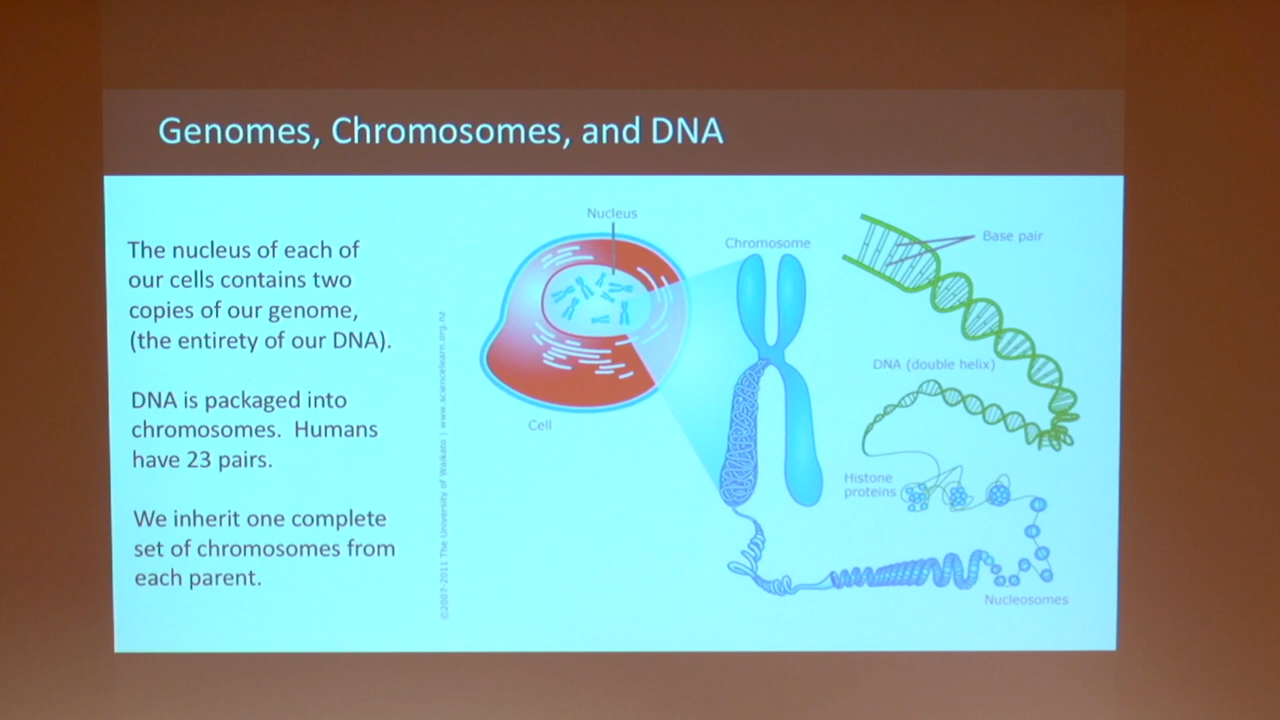 Genomes, Chromosomes, and DNA
The nucleus of each of
our cells contains two
copies of our genome,
(the entirety of our DNA).
DNA is packaged into
chromosomes. Humans
have 23 pairs.
We inherit one complete
set of chromosomes from
each parent.
©2007-2011 The University of Waikato | www.sciencelearn.org.nz
Nucleus
Cell
Chromosome
Base pair
DNA (double helix)
Histone
proteins
Nucleosomes